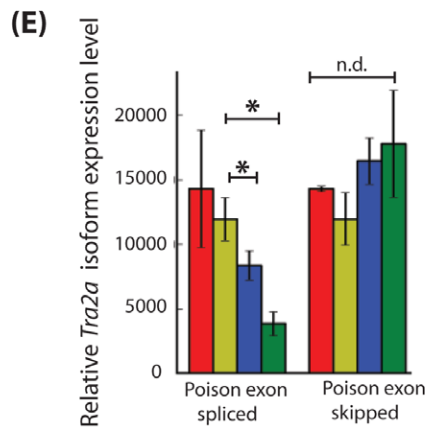 (E)
Relative Tra2a isoform expression level
n.d.
*
*
20000
15000
10000
5000
0
Poison exon
spliced
Poison exon
skipped